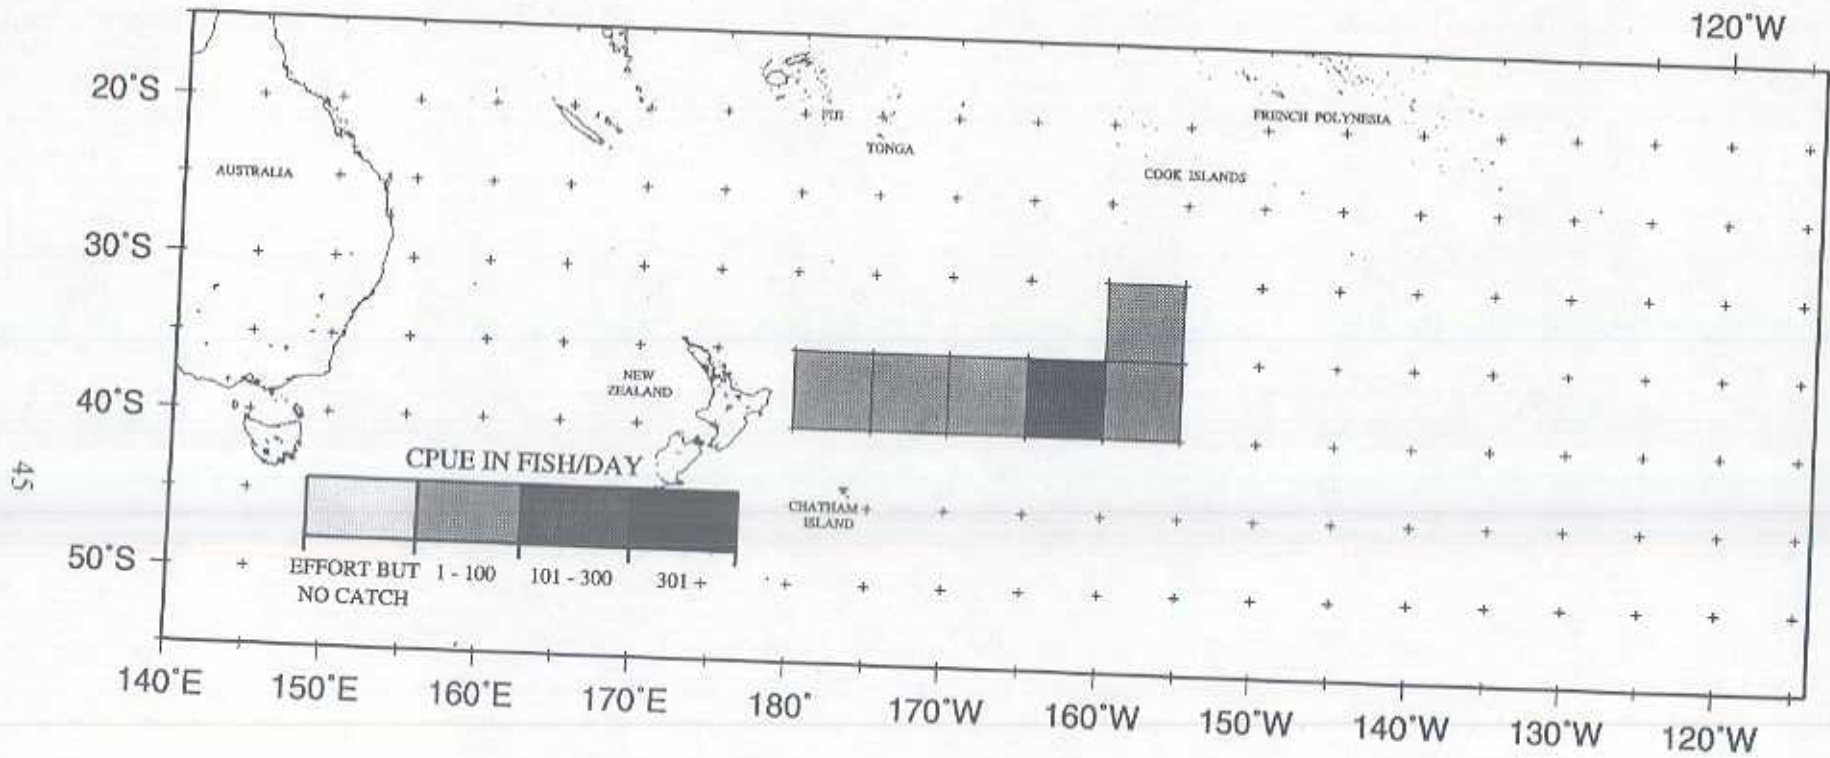 120˚W
20˚S
30˚S
40˚S
50˚S
AUSTRALIA
FIJI
TONGA
FRENCH POLYNESIA
COOK ISLANDS
NEW
ZEALAND
CHATHAM
ISLAND
CPUE IN FISH/DAY
EFFORT BUT
NO CATCH
1 - 100
101 - 300
301 +
140˚E
150˚E
160˚E
170˚E
180˚
170˚W
160˚W
150˚W
140˚W
130˚W
120˚W
45